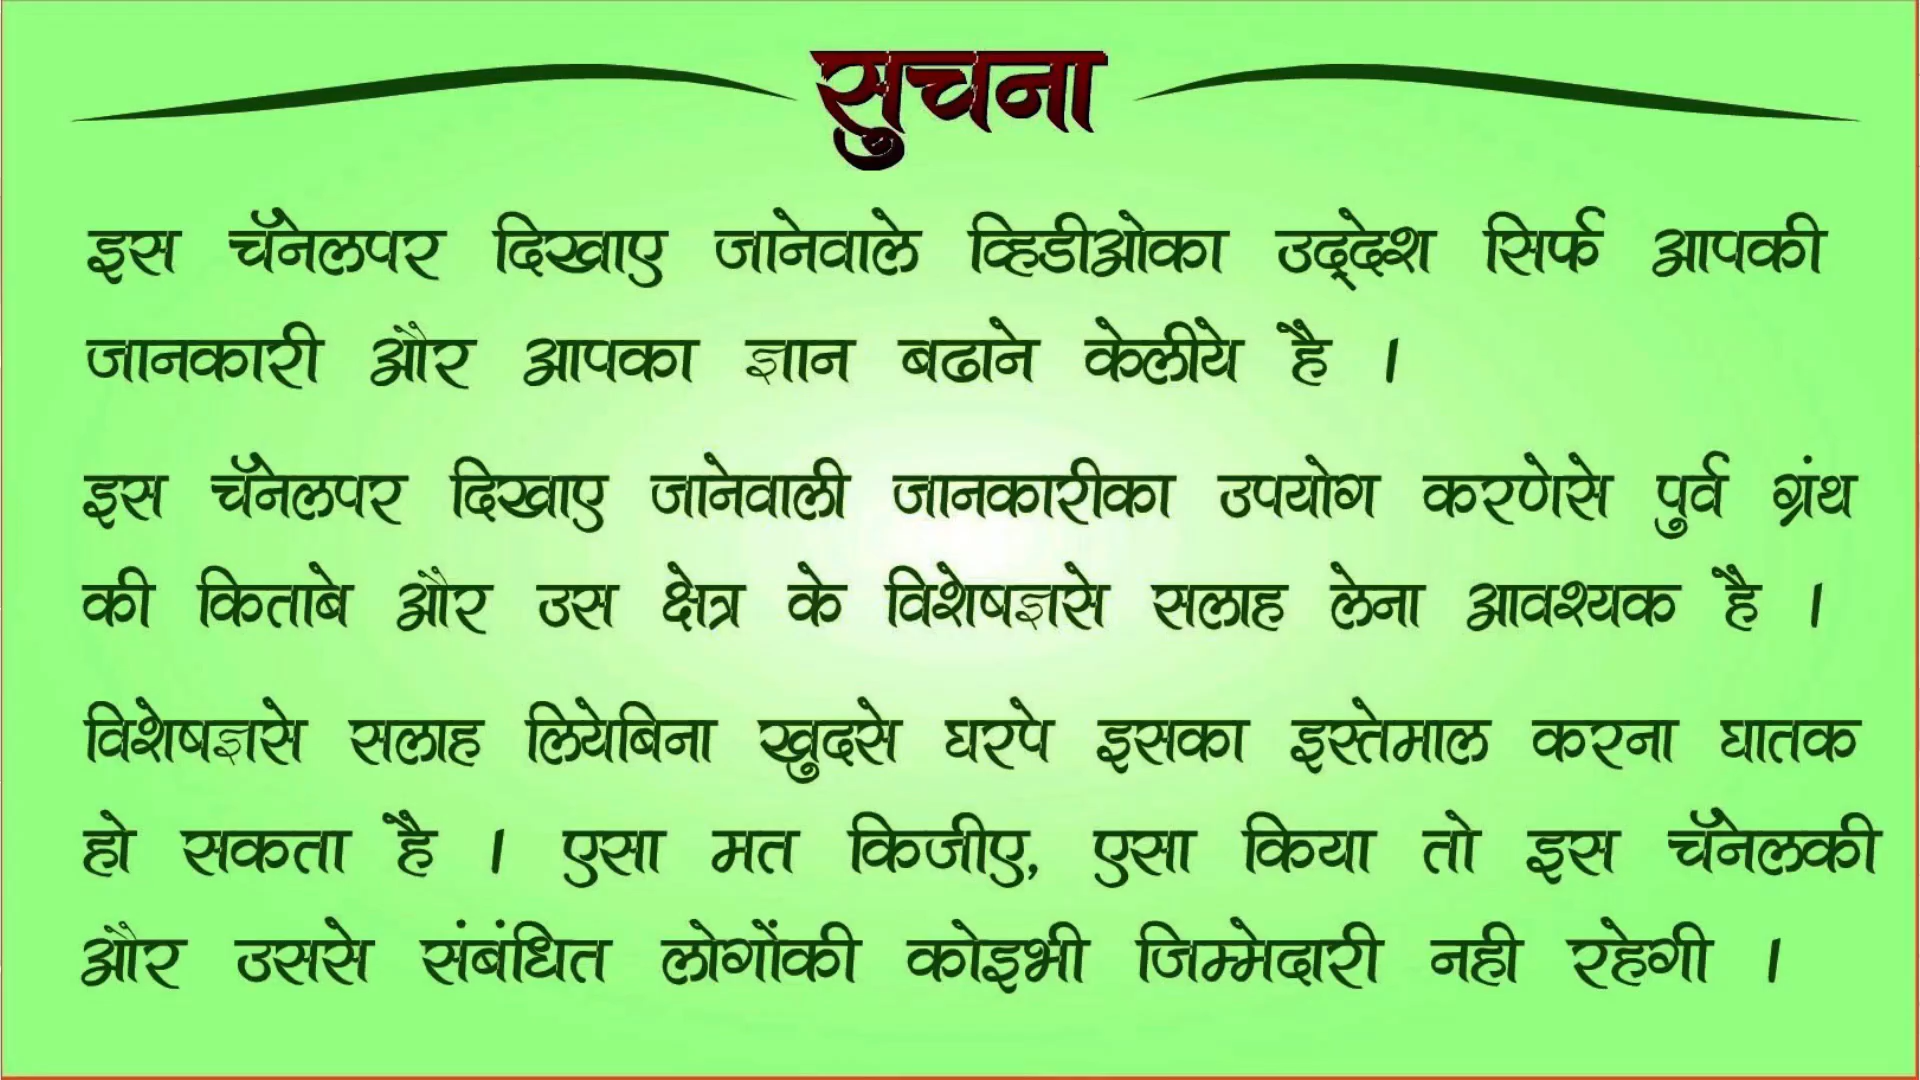 सुचना
इस चॅनेलपर दिखाए जानेवाले व्हिडीओका उद्देश सिर्फ आपकी
जानकारी और आपका ज्ञान बढाने केलीये है ।
इस चॅनेलपर दिखाए जानेवाली जानकारीका उपयोग करणेसे पुर्व ग्रंथ
की किताबे और उस क्षेत्र के विशेषज्ञसे सलाह लेना आवश्यक है ।
विशेषज्ञसे सलाह लियेबिना खुदसे घरपे इसका इस्तेमाल करना घातक
हो सकता है । एसा मत किजीए, एसा किया तो इस चॅनेलकी
और उससे संबंधित लोगोंकी कोइभी जिम्मेदारी नही रहेगी ।